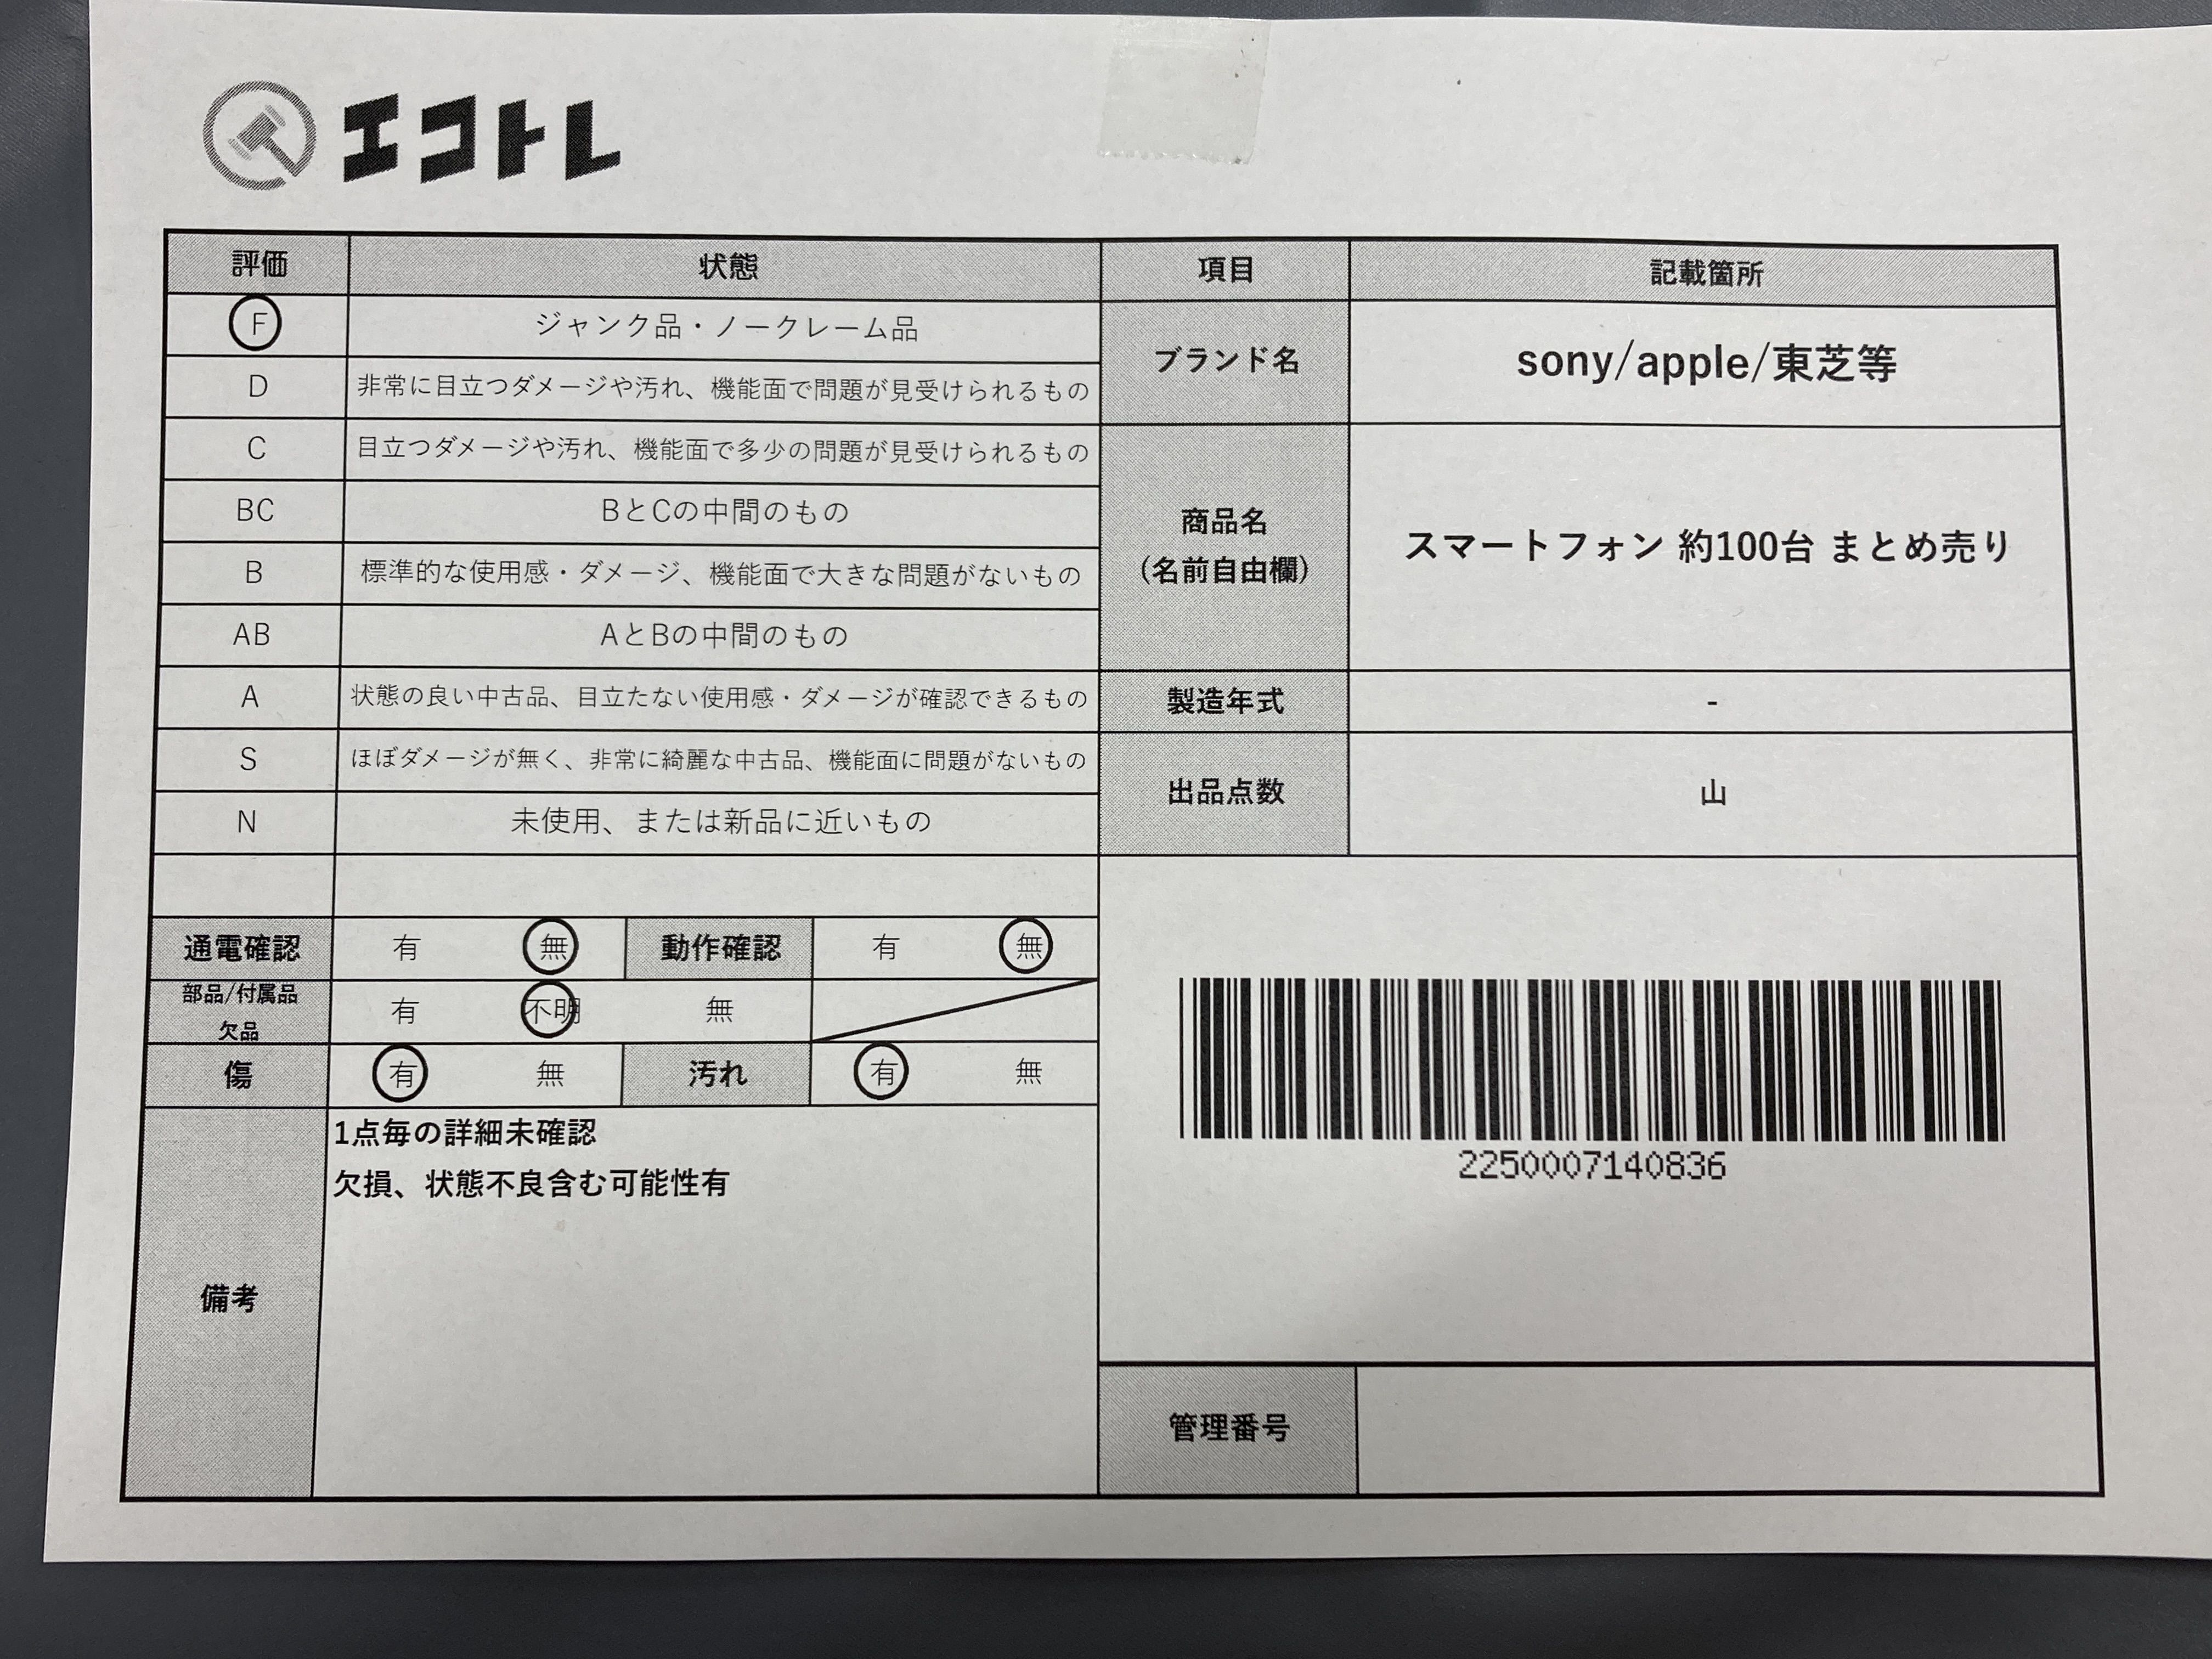 エコトレ
評価 状態
F ジャンク品・ノークレーム品
D 非常に目立つダメージや汚れ、機能面で問題が見受けられるもの
C 目立つダメージや汚れ、機能面で多少の問題が見受けられるもの
BC BとCの中間のもの
B 標準的な使用感・ダメージ、機能面で大きな問題がないもの
AB AとBの中間のもの
A 状態の良い中古品、目立たない使用感・ダメージが確認できるもの
S ほぼダメージが無く、非常に綺麗な中古品、機能面に問題がないもの
N 未使用、または新品に近いもの
通電確認 有 無 動作確認 有 無
部品/付属品
欠品 有 不明 無
傷 有 無 汚れ 有 無
備考
1点毎の詳細未確認
欠損、状態不良含む可能性有
項目 記載箇所
ブランド名 sony/apple/東芝等
商品名
(名前自由欄)
スマートフォン 約100台 まとめ売り
製造年式 -
出品点数 山
2250007140836
管理番号